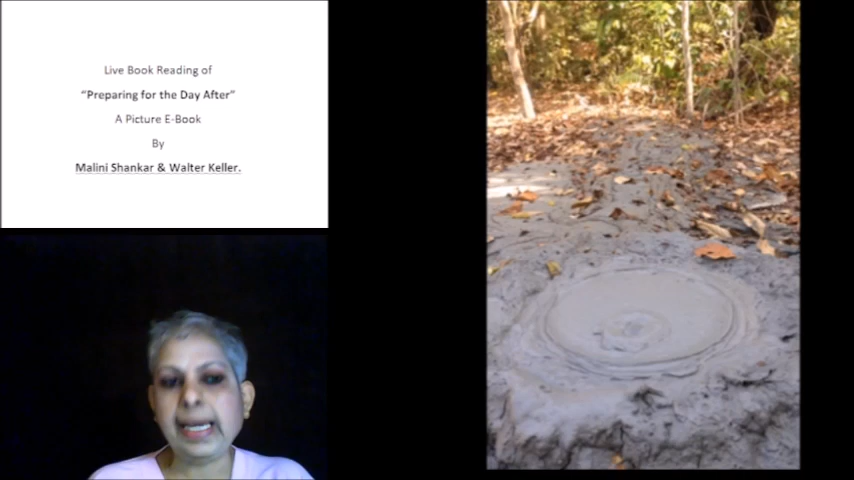 Live Book Reading of
“Preparing for the Day After”
A Picture E-Book
By
Malini Shankar & Walter Keller.